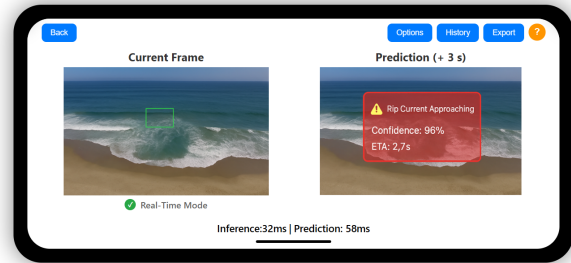 Back
Options
History
Export
?
Current Frame
Prediction (+ 3 s)
Rip Current Approaching
Confidence: 96%
ETA: 2,7s
Real-Time Mode
Inference:32ms | Prediction: 58ms